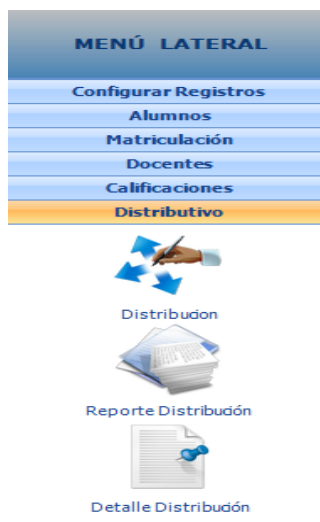 MENÚ LATERAL
Configurar Registros
Alumnos
Matriculación
Docentes
Calificaciones
Distributivo
Distribucion
Reporte Distribución
Detalle Distribución